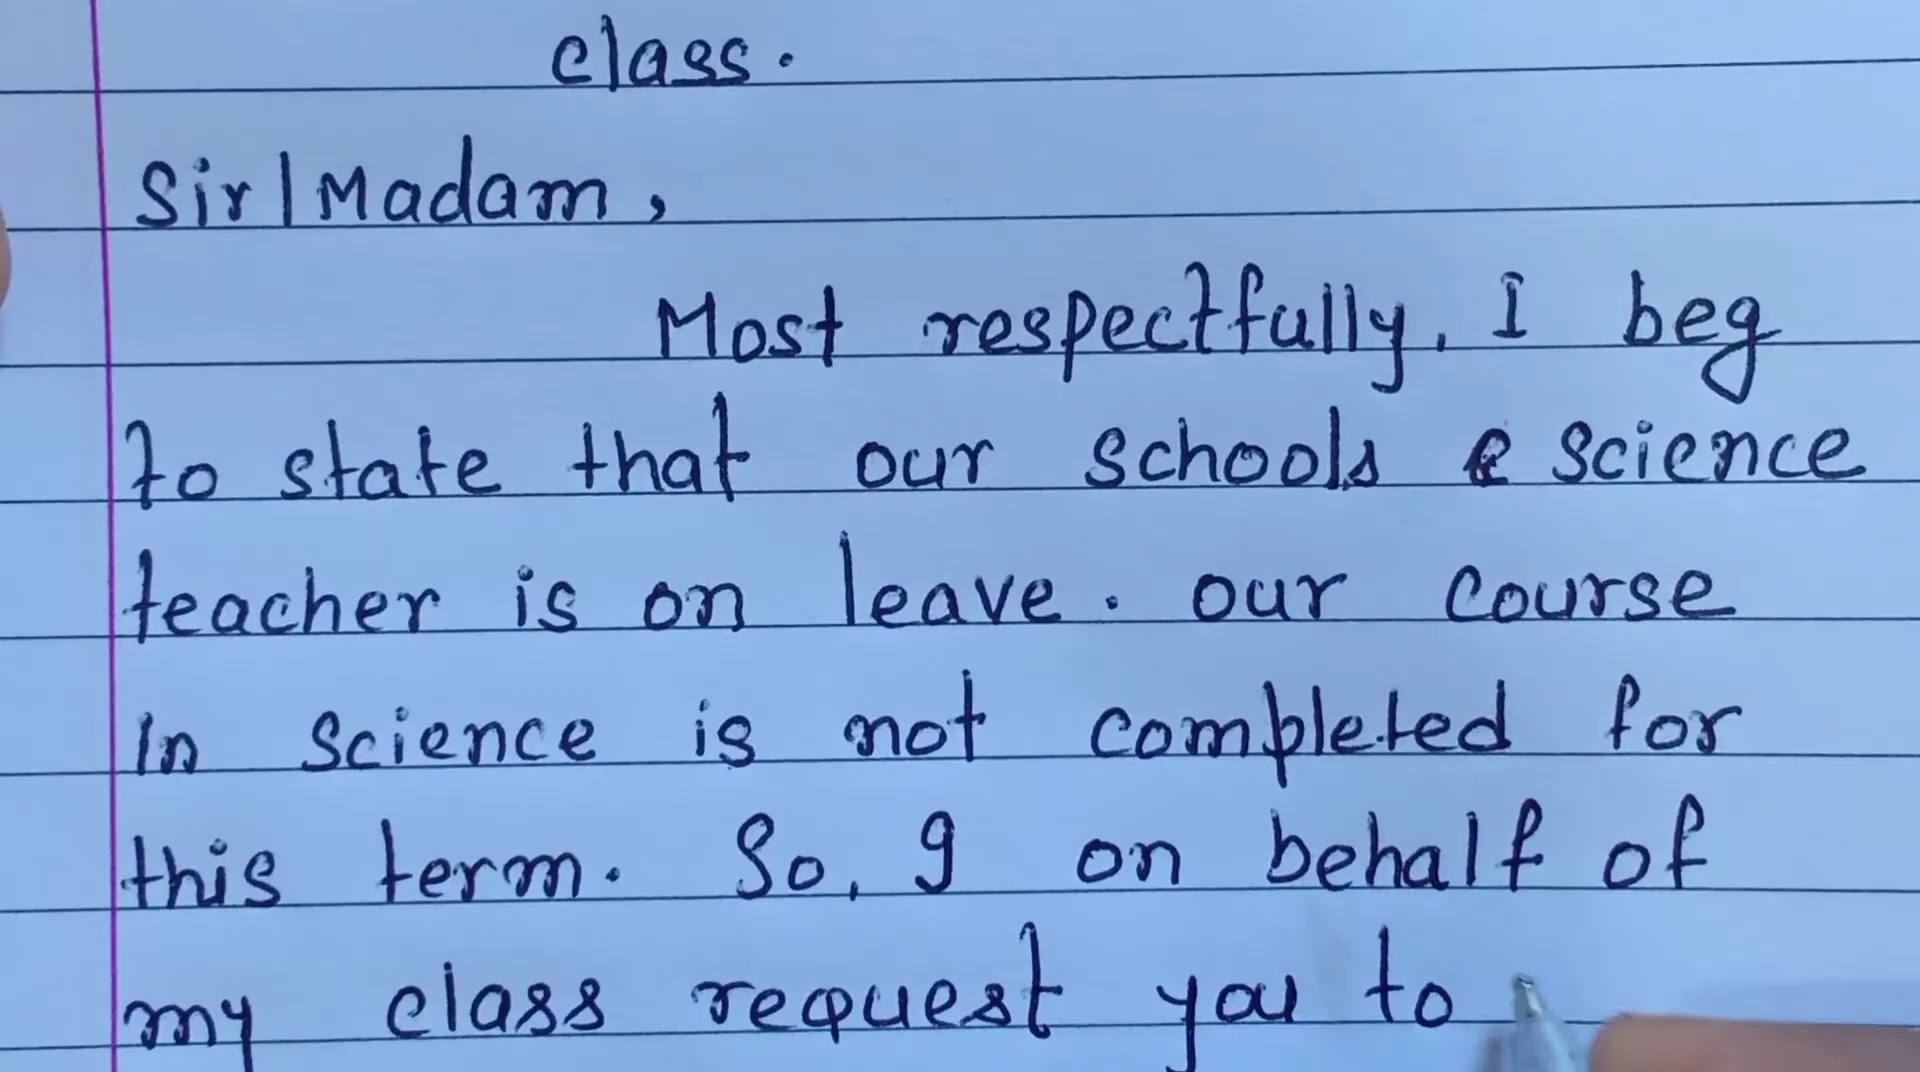 class.
Sir/Madam,
Most respectfully, I beg
to state that our schools science
teacher is on leave. our course
In science is not completed for
this term. So, I on behalf of
my class request you to